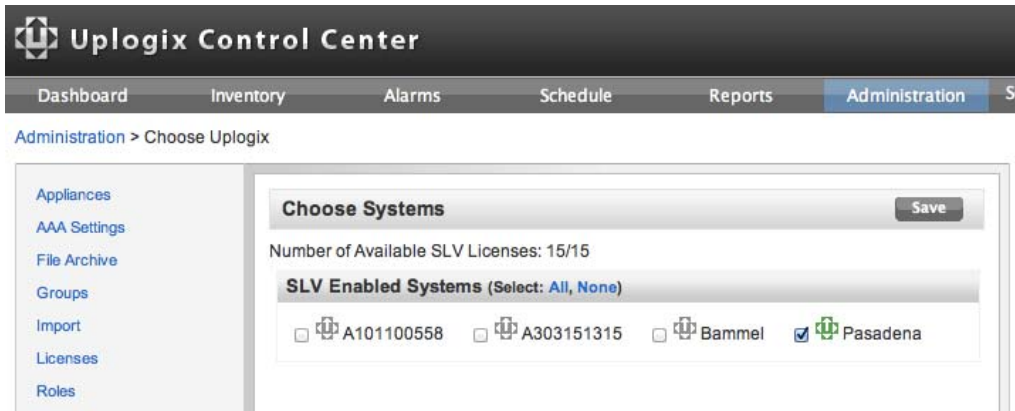 Uplogix Control Center
Dashboard Inventory Alarms Schedule Reports Administration S
Administration > Choose Uplogix
Appliances
AAA Settings
File Archive
Groups
Import
Licenses
Roles
Choose Systems Save
Number of Available SLV Licenses: 15/15
SLV Enabled Systems (Select: All, None)
A101100558 A303151315 Bammel Pasadena